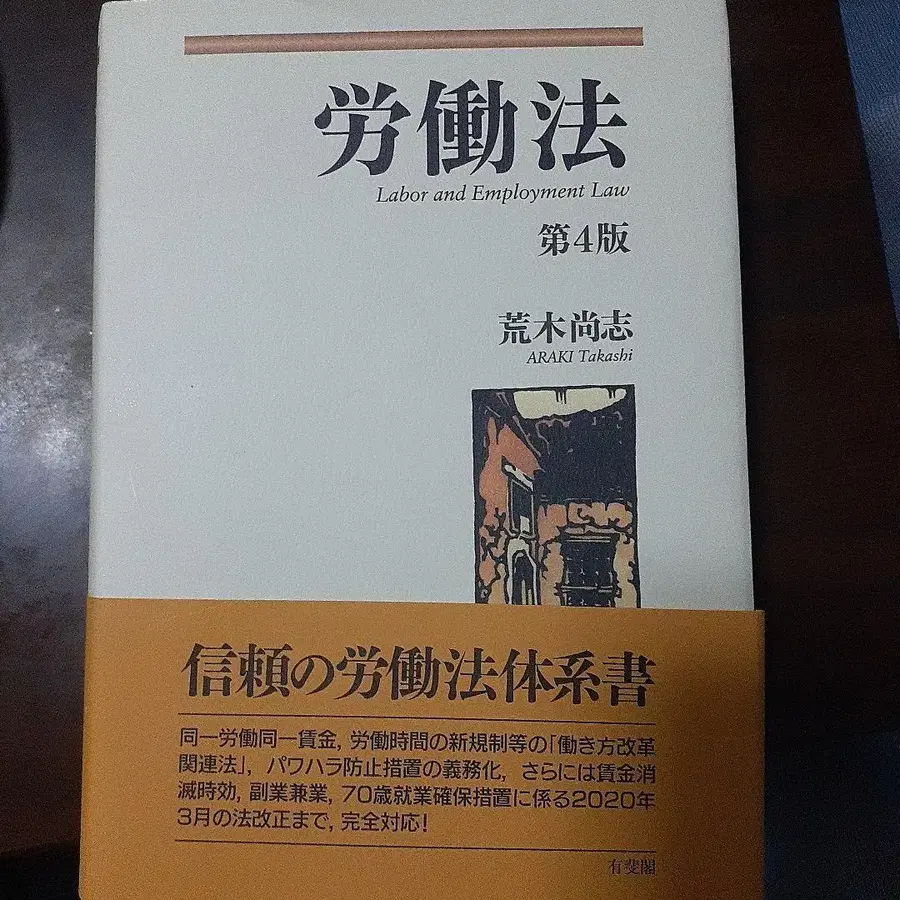 労働法
Labor and Employment Law
第4版
荒木尚志
ARAKI Takashi
信頼の労働法体系書
同一労働同一賃金, 労働時間の新規制等の「働き方改革
関連法」, パワハラ防止措置の義務化, さらには賃金消
滅時効, 副業兼業, 70歳就業確保措置に係る2020年
3月の法改正まで, 完全対応!
有斐閣